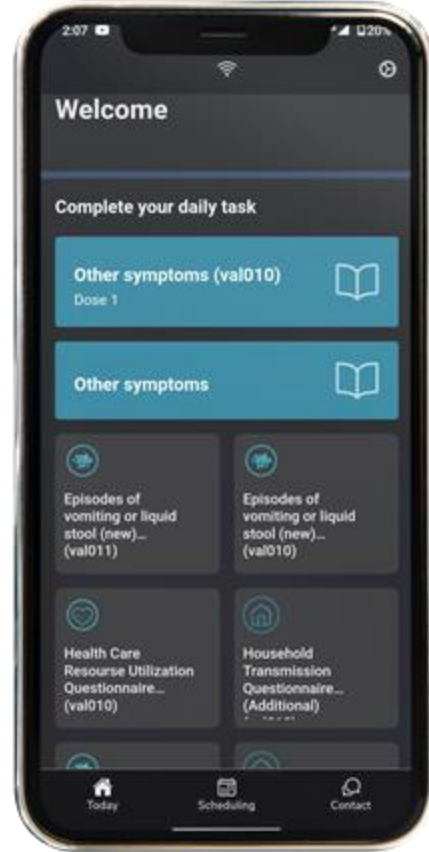 2:07
20%
Welcome
Complete your daily task
Other symptoms (val010)
Dose 1
Other symptoms
Episodes of
vomiting or liquid
stool (new)...
(val011)
Episodes of
vomiting or liquid
stool (new)...
(val010)
Health Care
Resourse Utilization
Questionnaire...
(val010)
Household
Transmission
Questionnaire...
(Additional)
Today
Scheduling
Contact